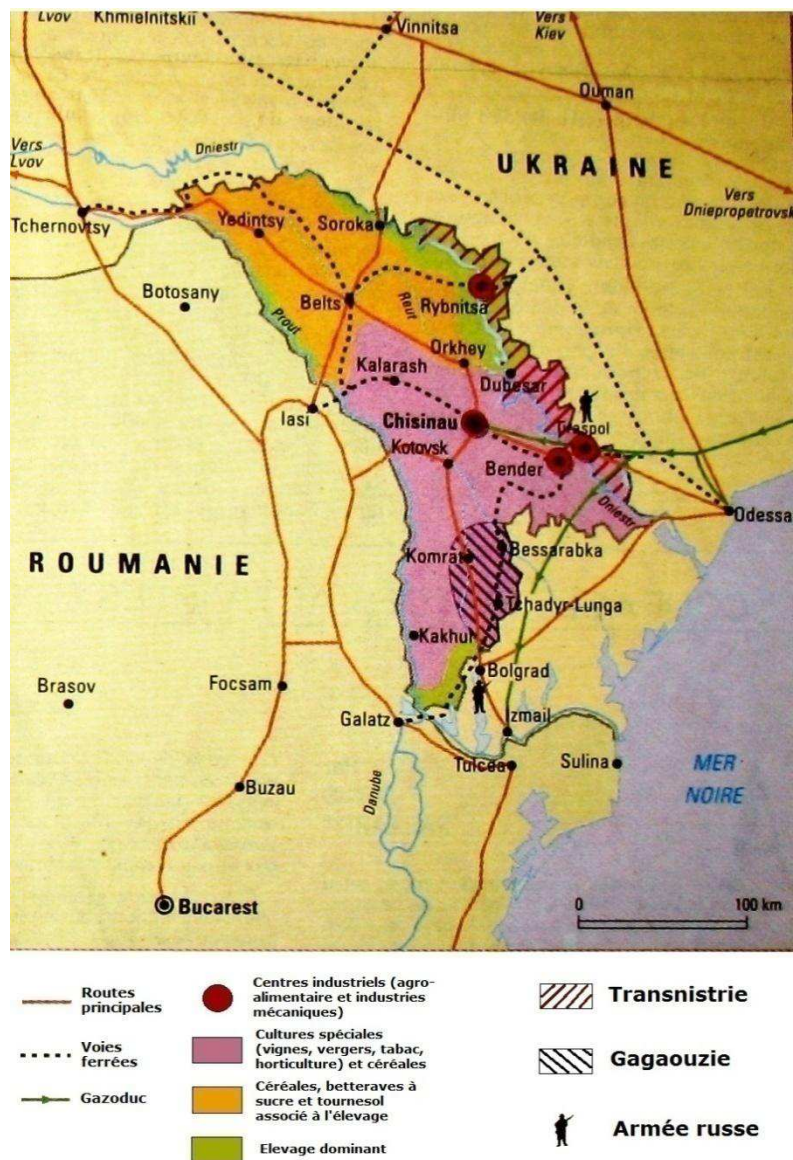 Vers
Lvov
Khmielnitskii
Vinnitsa
Vers
Kiev
Ouman
Dniestr
UKRAINE
Vers
Lvov
Vers
Dniepropetrovsk
Tchernovtsy
Yedintsy
Soroka
Botosany
Belts
Reut
Rybnitsa
Prout
Orkhey
Kalarash
Dubesar
Iasi
Chisinau
Tiraspol
Kotovsk
Bender
Dniestr
Odessa
ROUMANIE
Komrat
Bessarabka
Tchadyr-Lunga
Kakhul
Bolgrad
Brasov
Focsam
Galatz
Izmail
Tulcea
Sulina
MER
NOIRE
Buzau
Danube
Bucarest
0 100 km
Routes
principales
Centres industriels (agro-
alimentaire et industries
mécaniques)
Transnistrie
Voies
ferrées
Cultures spéciales
(vignes, vergers, tabac,
horticulture) et céréales
Gagaouzie
Gazoduc
Céréales, betteraves à
sucre et tournesol
associé à l'élevage
Armée russe
Elevage dominant